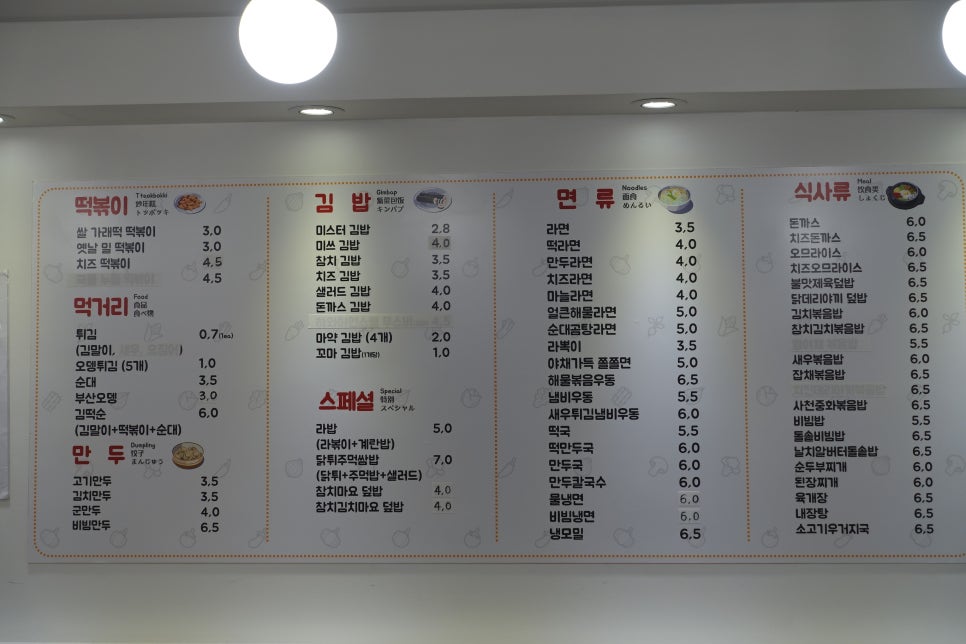 떡볶이
Tteokbokki
炒年糕
トッポッキ
쌀 가래떡 떡볶이 3,0
옛날 밀 떡볶이 3,0
치즈 떡볶이 4,5
4,5
먹거리
Food
食品
食べ物
튀김 0,7(1ea)
(김말이,
오뎅튀김 (5개) 1,0
순대 3,5
부산오뎅 3,0
김떡순 6,0
(김말이+떡볶이+순대)
만 두
Dumpling
饺子
まんじゅう
고기만두 3,5
김치만두 3,5
군만두 4,0
비빔만두 6,5
김 밥
Gimbap
紫菜包饭
キンパプ
미스터 김밥 2,8
미쓰 김밥 4,0
참치 김밥 3,5
치즈 김밥 3,5
샐러드 김밥 4,0
돈까스 김밥 4,0
마약 김밥 (4개) 2,0
꼬마 김밥(1개당) 1,0
스페셜
Special
特别
スペシャル
라밥 5,0
(라볶이+계란밥)
닭튀주먹쌈밥 7,0
(닭튀+주먹밥+샐러드)
참치마요 덮밥 4,0
참치김치마요 덮밥 4,0
면 류
Noodles
面食
めんるい
라면 3,5
떡라면 4,0
만두라면 4,0
치즈라면 4,0
마늘라면 4,0
얼큰해물라면 5,0
순대곰탕라면 5,0
라볶이 3,5
야채가득 쫄쫄면 5,0
해물볶음우동 6,5
냄비우동 5,5
새우튀김냄비우동 6,0
떡국 5,5
떡만두국 6,0
만두국 6,0
만두칼국수 6,0
물냉면 6,0
비빔냉면 6,0
냉모밀 6,5
식사류
Meal
饮食类
しょくじ
돈까스 6,0
치즈돈까스 6,5
오므라이스 6,0
치즈오므라이스 6,5
불맛제육덮밥 6,5
닭데리야끼 덮밥 6,5
김치볶음밥 6,0
참치김치볶음밥 6,5
5,5
새우볶음밥 6,0
잡채볶음밥 6,5
6,5
사천중화볶음밥 6,5
비빔밥 5,5
돌솥비빔밥 6,5
날치알버터돌솥밥 6,5
순두부찌개 6,0
된장찌개 6,0
육개장 6,5
내장탕 6,5
소고기우거지국 6,5